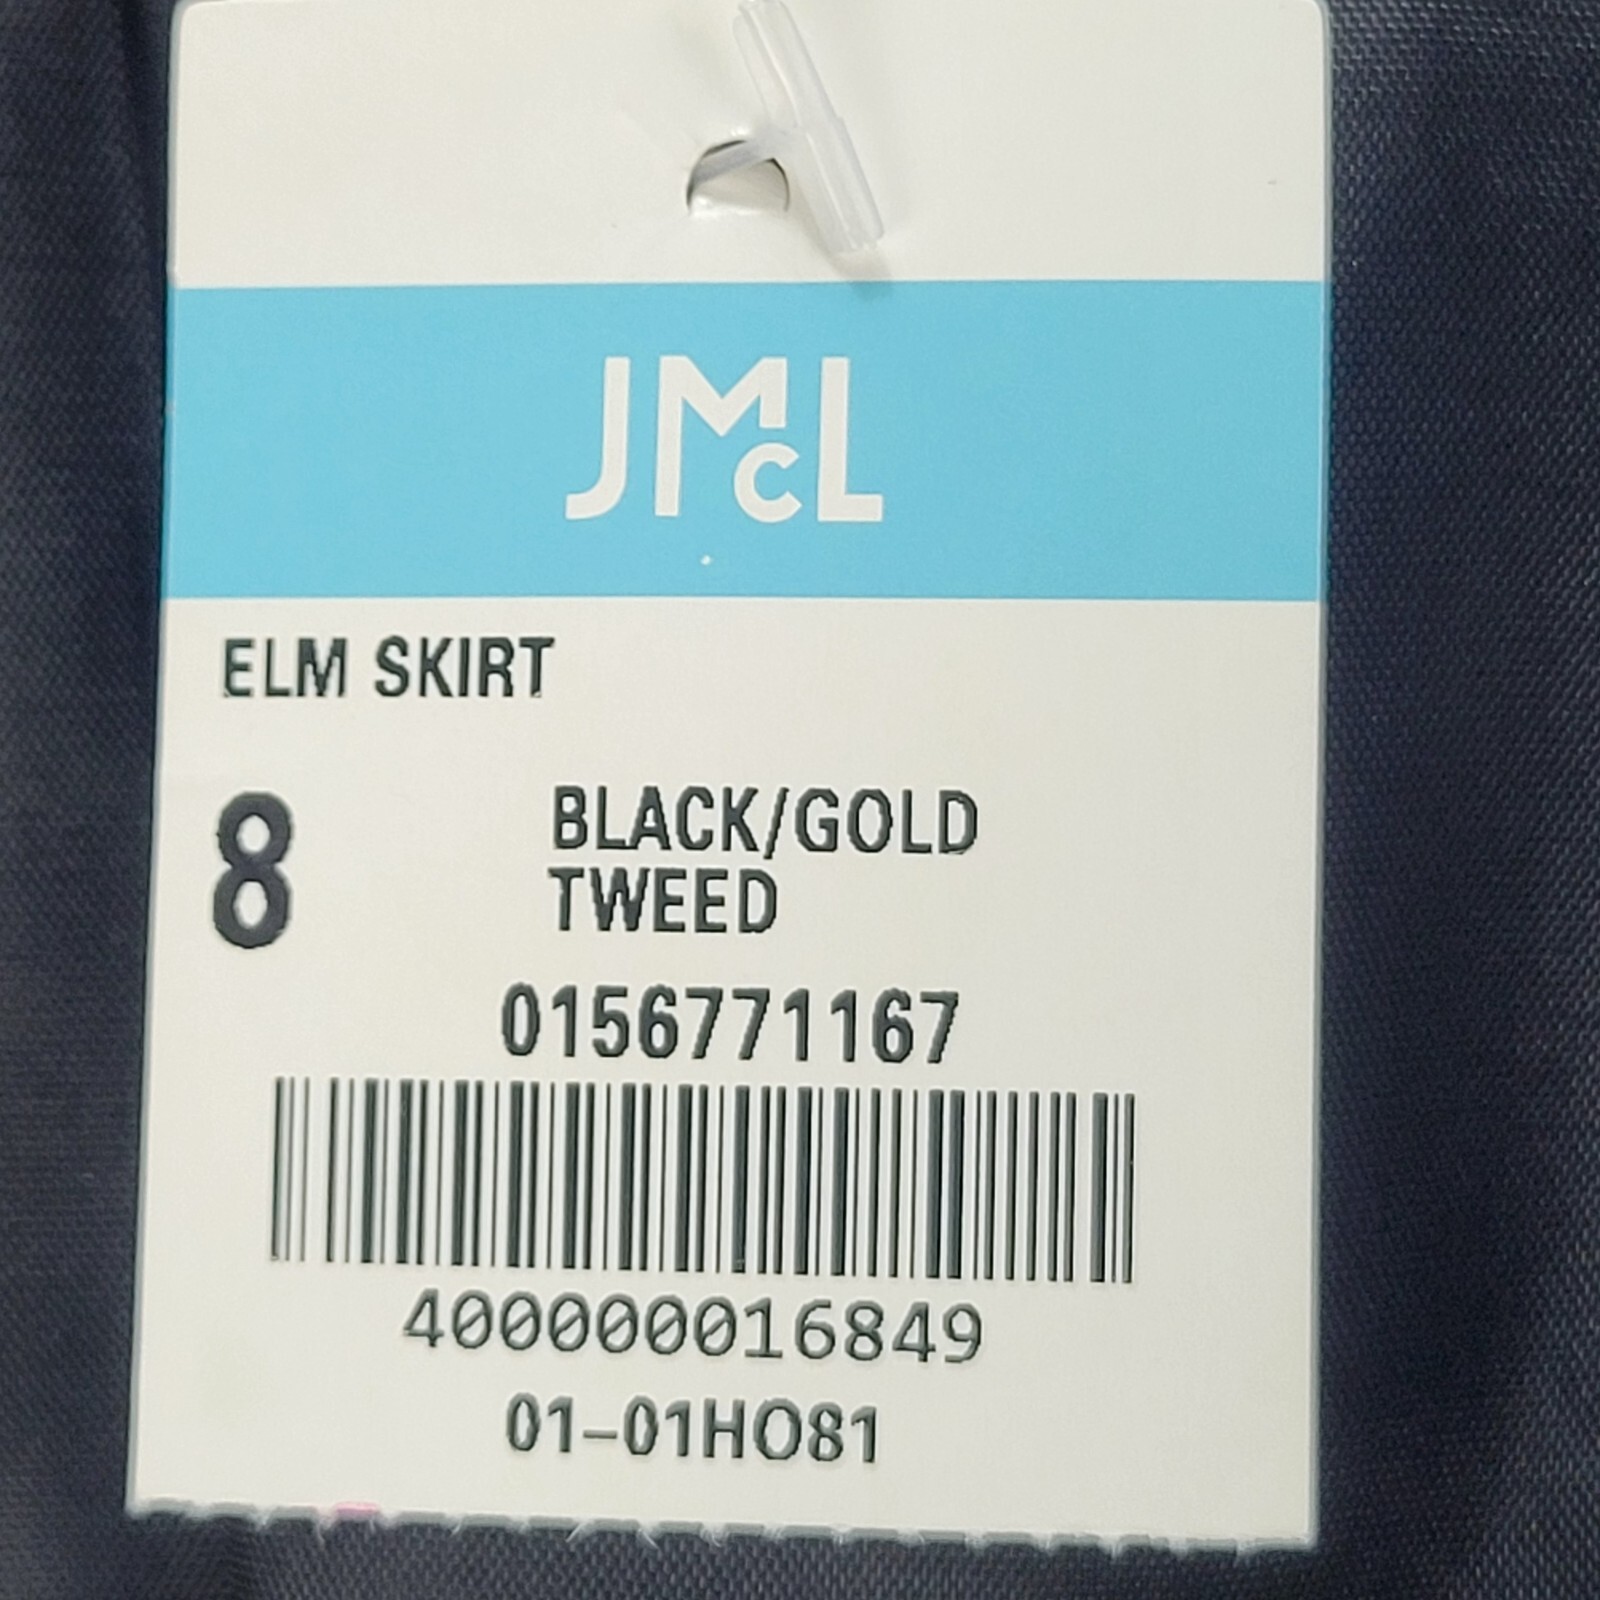 JMcL
ELM SKIRT
8
BLACK/GOLD
TWEED
0156771167
400000016849
01-01HO81